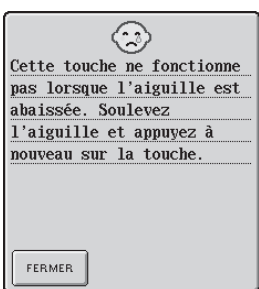 Cette touche ne fonctionne
pas lorsque l'aiguille est
abaissée. Soulevez
l'aiguille et appuyez à
nouveau sur la touche.
FERMER